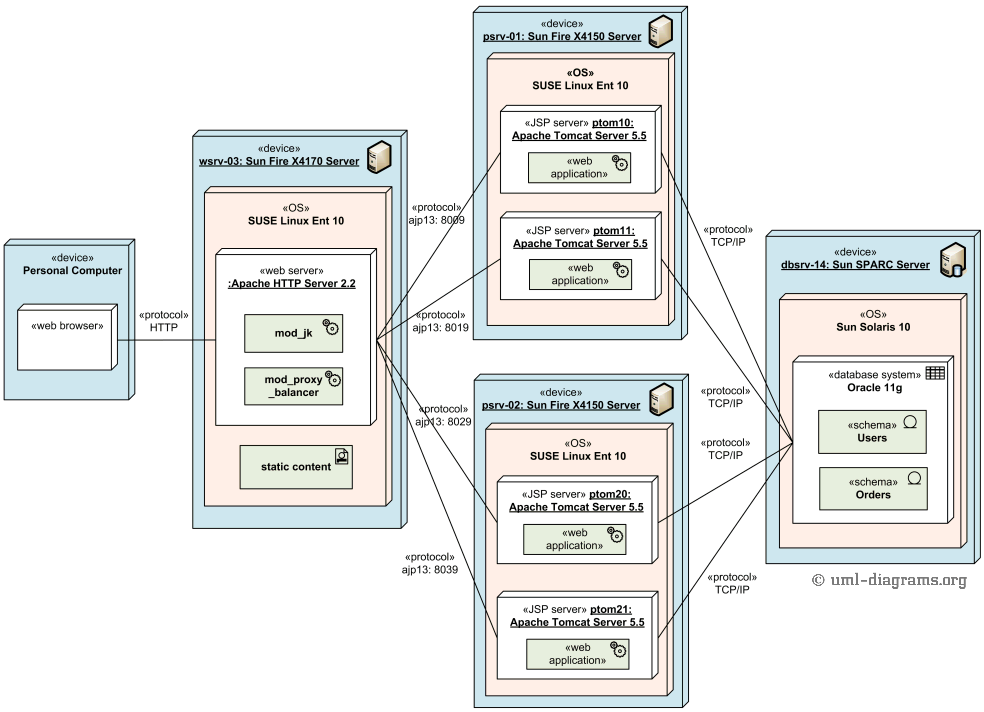 «device»
Personal Computer
«web browser»
«protocol»
HTTP
«device»
wsrv-03: Sun Fire X4170 Server
«OS»
SUSE Linux Ent 10
«web server»
:Apache HTTP Server 2.2
mod_jk
mod_proxy
_balancer
static content
«protocol»
ajp13: 8009
«protocol»
ajp13: 8019
«protocol»
ajp13: 8029
«protocol»
ajp13: 8039
«device»
psrv-01: Sun Fire X4150 Server
«OS»
SUSE Linux Ent 10
«JSP server» ptom10:
Apache Tomcat Server 5.5
«web
application»
«JSP server» ptom11:
Apache Tomcat Server 5.5
«web
application»
«device»
psrv-02: Sun Fire X4150 Server
«OS»
SUSE Linux Ent 10
«JSP server» ptom20:
Apache Tomcat Server 5.5
«web
application»
«JSP server» ptom21:
Apache Tomcat Server 5.5
«web
application»
«protocol»
TCP/IP
«protocol»
TCP/IP
«protocol»
TCP/IP
«protocol»
TCP/IP
«device»
dbsrv-14: Sun SPARC Server
«OS»
Sun Solaris 10
«database system»
Oracle 11g
«schema»
Users
«schema»
Orders
© uml-diagrams.org